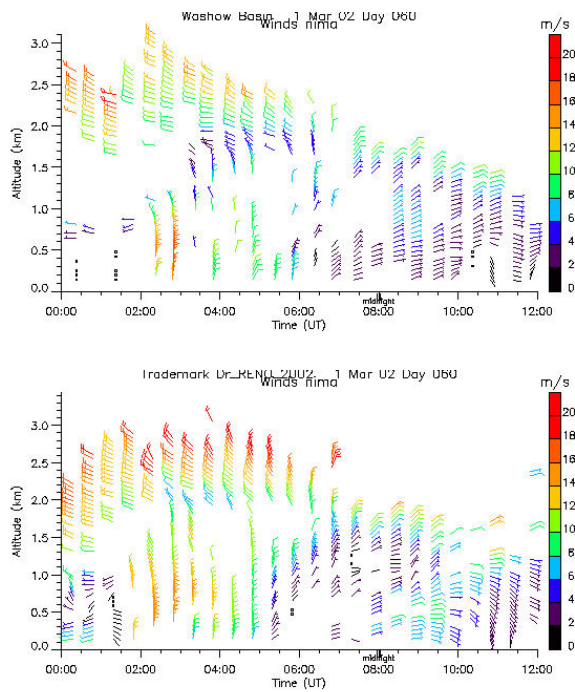 Washow Basin 1 Mar 02 Day 060
Winds nima
m/s
Altitude (km)
3.0
2.5
2.0
1.5
1.0
0.5
0.0
20
18
16
14
12
10
8
6
4
2
0
00:00 02:00 04:00 06:00 08:00 10:00 12:00
midnight
Time (UT)
Trademark Dr_RENO_2002 1 Mar 02 Day 060
Winds nima
m/s
Altitude (km)
3.0
2.5
2.0
1.5
1.0
0.5
0.0
20
18
16
14
12
10
8
6
4
2
0
00:00 02:00 04:00 06:00 08:00 10:00 12:00
midnight
Time (UT)